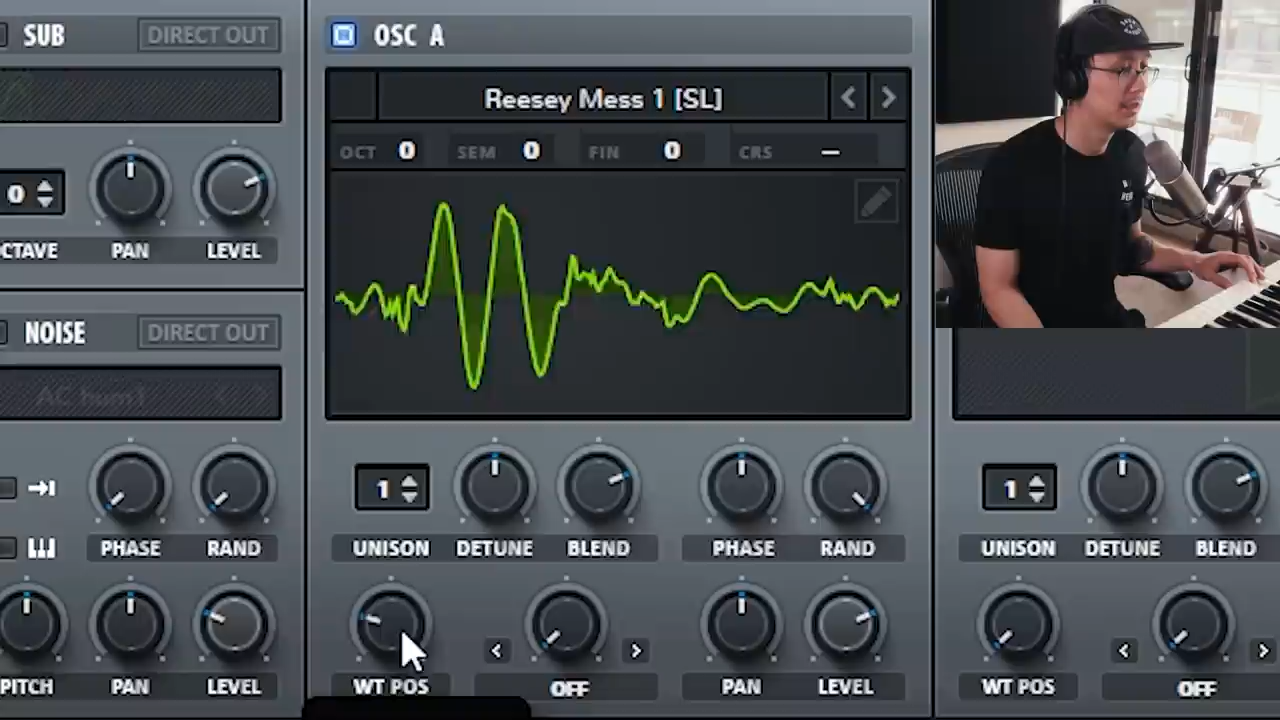 SUB
DIRECT OUT
0
CTAVE
PAN
LEVEL
NOISE
DIRECT OUT
AC hum1
PHASE
RAND
PITCH
PAN
LEVEL
OSC A
Reesey Mess 1 [SL]
OCT 0 SEM 0 FIN 0 CRS --
1
UNISON
DETUNE
BLEND
PHASE
RAND
WT POS
OFF
PAN
LEVEL
1
UNISON
DETUNE
BLEND
WT POS
OFF